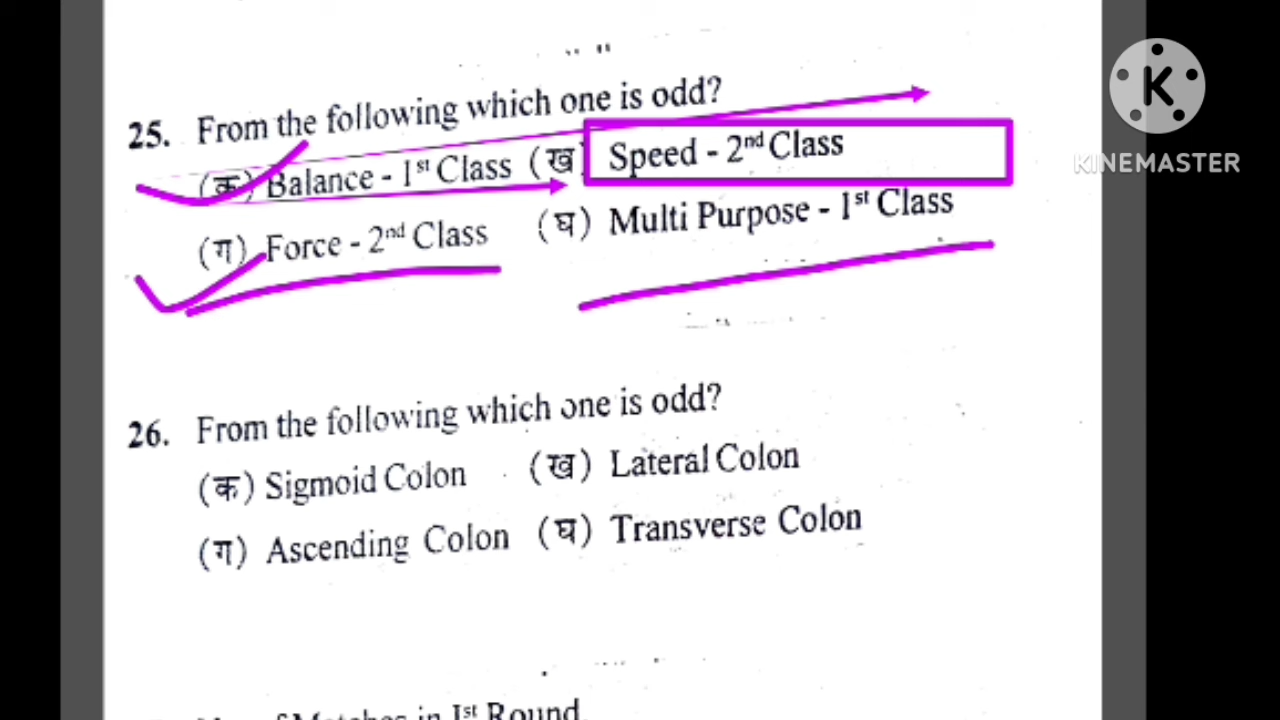 25. From the following which one is odd?
(क) Balance - 1st Class (ख) Speed - 2nd Class
(ग) Force - 2nd Class (घ) Multi Purpose - 1st Class
26. From the following which one is odd?
(क) Sigmoid Colon (ख) Lateral Colon
(ग) Ascending Colon (घ) Transverse Colon
of Matches in Ist Round.
K
KINEMASTER